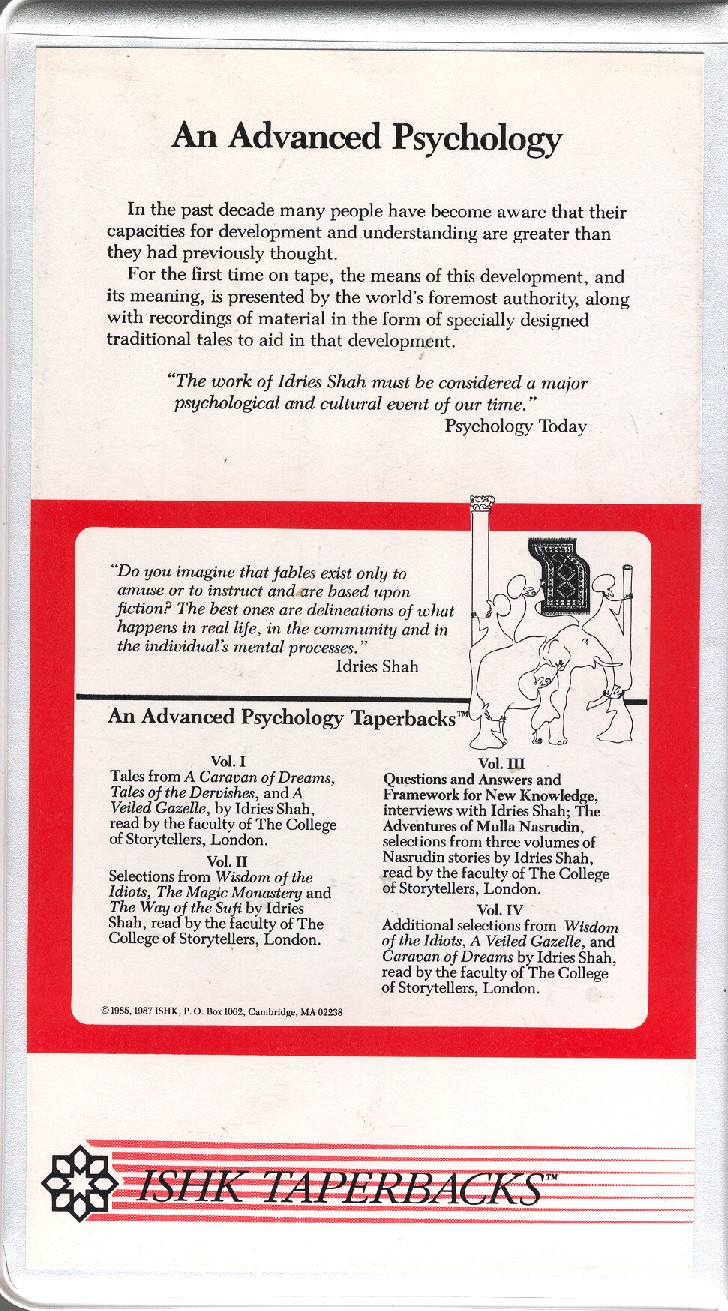 An Advanced Psychology
In the past decade many people have become aware that their
capacities for development and understanding are greater than
they had previously thought.
For the first time on tape, the means of this development, and
its meaning, is presented by the world's foremost authority, along
with recordings of material in the form of specially designed
traditional tales to aid in that development.
"The work of Idries Shah must be considered a major
psychological and cultural event of our time."
Psychology Today
"Do you imagine that fables exist only to
amuse or to instruct and are based upon
fiction? The best ones are delineations of what
happens in real life, in the community and in
the individual's mental processes."
Idries Shah
An Advanced Psychology Taperbacks™
Vol. I
Tales from A Caravan of Dreams,
Tales of the Dervishes, and A
Veiled Gazelle, by Idries Shah,
read by the faculty of The College
of Storytellers, London.
Vol. II
Selections from Wisdom of the
Idiots, The Magic Monastery and
The Way of the Sufi by Idries
Shah, read by the faculty of The
College of Storytellers, London.
Vol. III
Questions and Answers and
Framework for New Knowledge,
interviews with Idries Shah; The
Adventures of Mulla Nasrudin,
selections from three volumes of
Nasrudin stories by Idries Shah,
read by the faculty of The College
of Storytellers, London.
Vol. IV
Additional selections from Wisdom
of the Idiots, A Veiled Gazelle, and
Caravan of Dreams by Idries Shah,
read by the faculty of The College
of Storytellers, London.
© 1985, 1987 ISHK, P.O. Box 1062, Cambridge, MA 02238
ISHK TAPERBACKS™